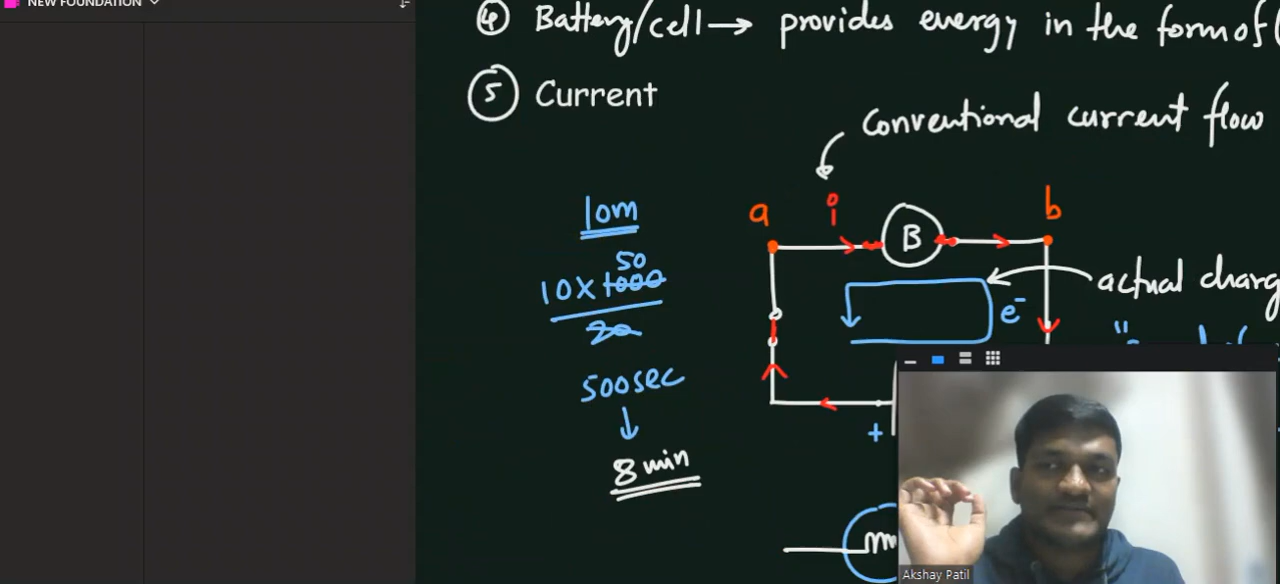 NEW FOUNDATION
④ Battery/cell → provides energy in the form of (
⑤ Current
conventional current flow
10m
a
i
B
b
50
10 x 1000
20
actual charg
e⁻
500sec
↓
8 min
+
m
Akshay Patil